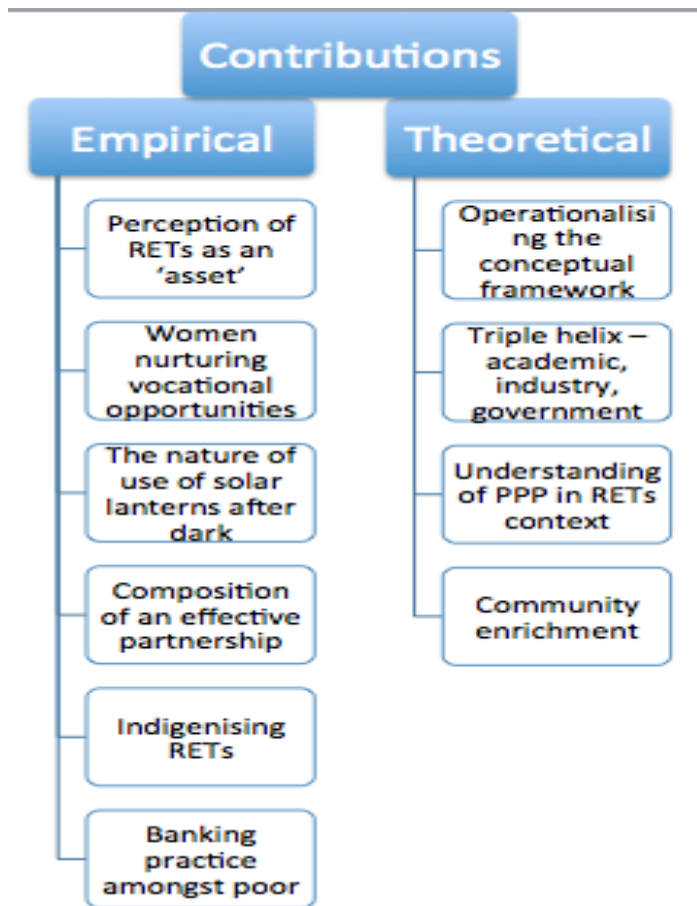 Contributions
Empirical
Perception of
RETs as an
‘asset’
Women
nurturing
vocational
opportunities
The nature of
use of solar
lanterns after
dark
Composition
of an effective
partnership
Indigenising
RETs
Banking
practice
amongst poor
Theoretical
Operationalisi
ng the
conceptual
framework
Triple helix –
academic,
industry,
government
Understanding
of PPP in RETs
context
Community
enrichment